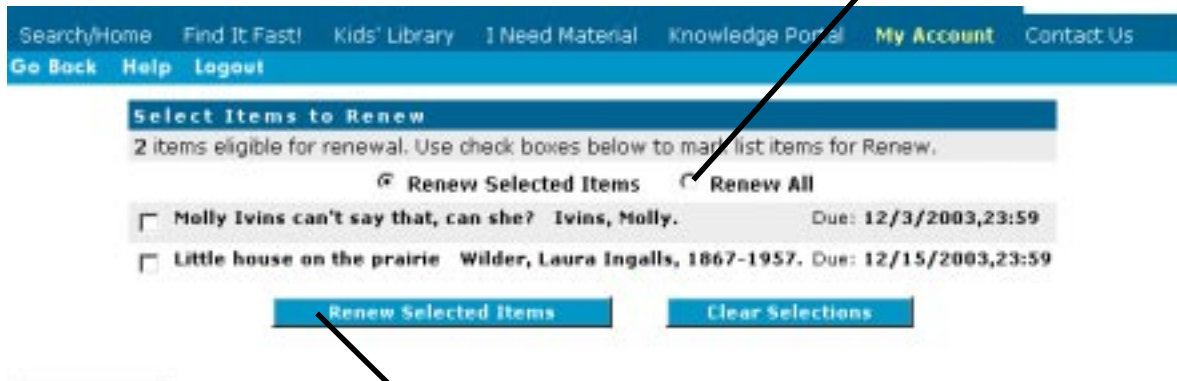 Search/Home Find It Fast! Kids' Library I Need Material Knowledge Portal My Account Contact Us
Go Back Help Logout
Select Items to Renew
2 items eligible for renewal. Use check boxes below to mark list items for Renew.
Renew Selected Items Renew All
Molly Ivins can't say that, can she? Ivins, Molly. Due: 12/3/2003,23:59
Little house on the prairie Wilder, Laura Ingalls, 1867-1957. Due: 12/15/2003,23:59
Renew Selected Items Clear Selections